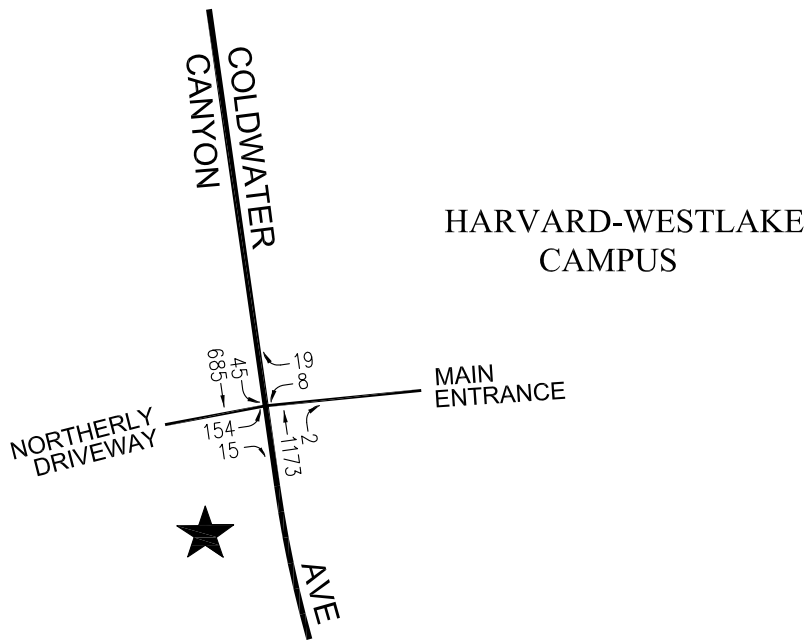 COLDWATER
CANYON
HARVARD-WESTLAKE
CAMPUS
685
45
19
8
MAIN
ENTRANCE
NORTHERLY
DRIVEWAY
154
15
1173
2
AVE